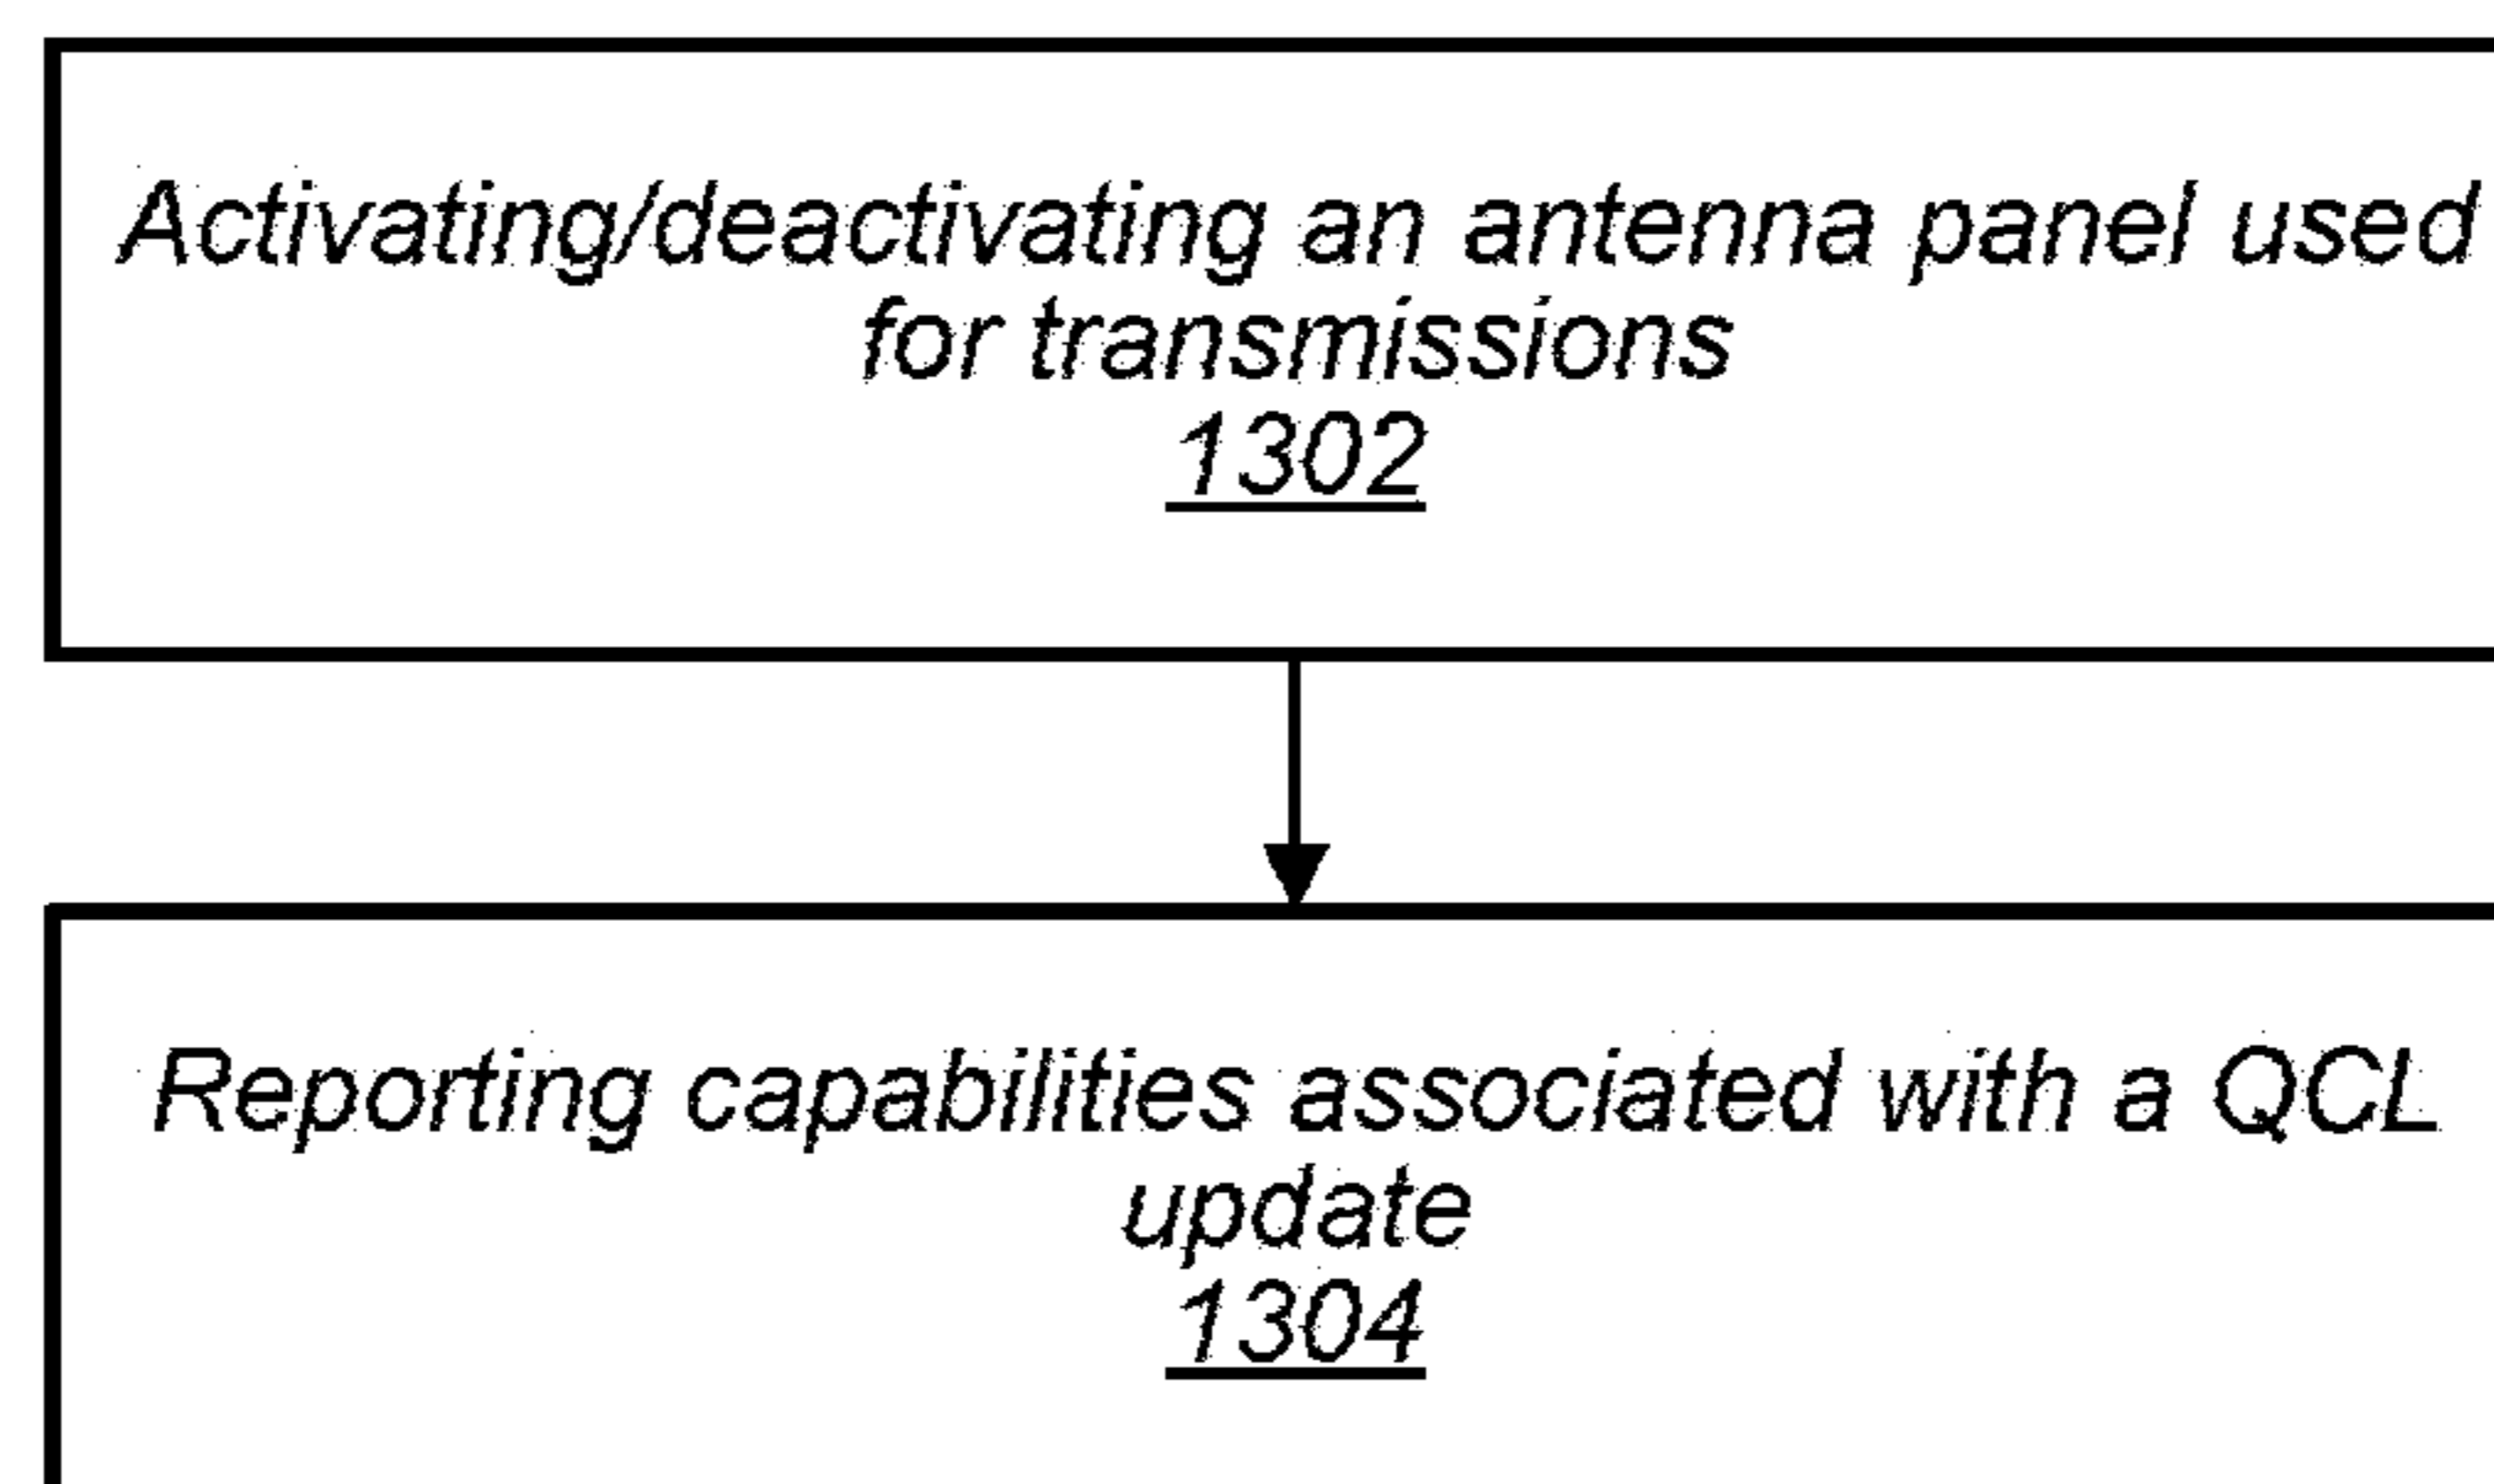 Activating/deactivating an antenna panel used
for transmissions
1302
Reporting capabilities associated with a QCL
update
1304